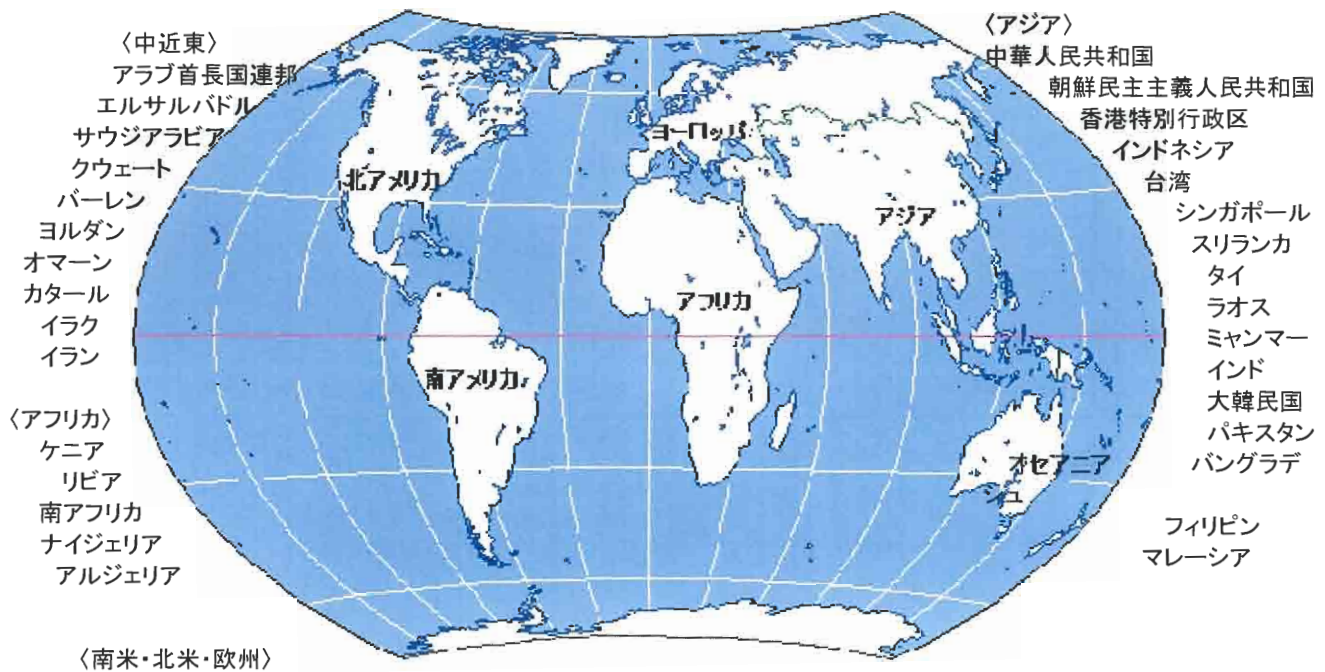 〈中近東〉
アラブ首長国連邦
エルサルバドル
サウジアラビア
クウェート
バーレン
ヨルダン
オマーン
カタール
イラク
イラン
〈アフリカ〉
ケニア
リビア
南アフリカ
ナイジェリア
アルジェリア
〈南米・北米・欧州〉
北アメリカ
南アメリカ
ヨーロッパ
アフリカ
アジア
オセアニア
〈アジア〉
中華人民共和国
朝鮮民主主義人民共和国
香港特別行政区
インドネシア
台湾
シンガポール
スリランカ
タイ
ラオス
ミャンマー
インド
大韓民国
パキスタン
バングラデ
シュ
フィリピン
マレーシア